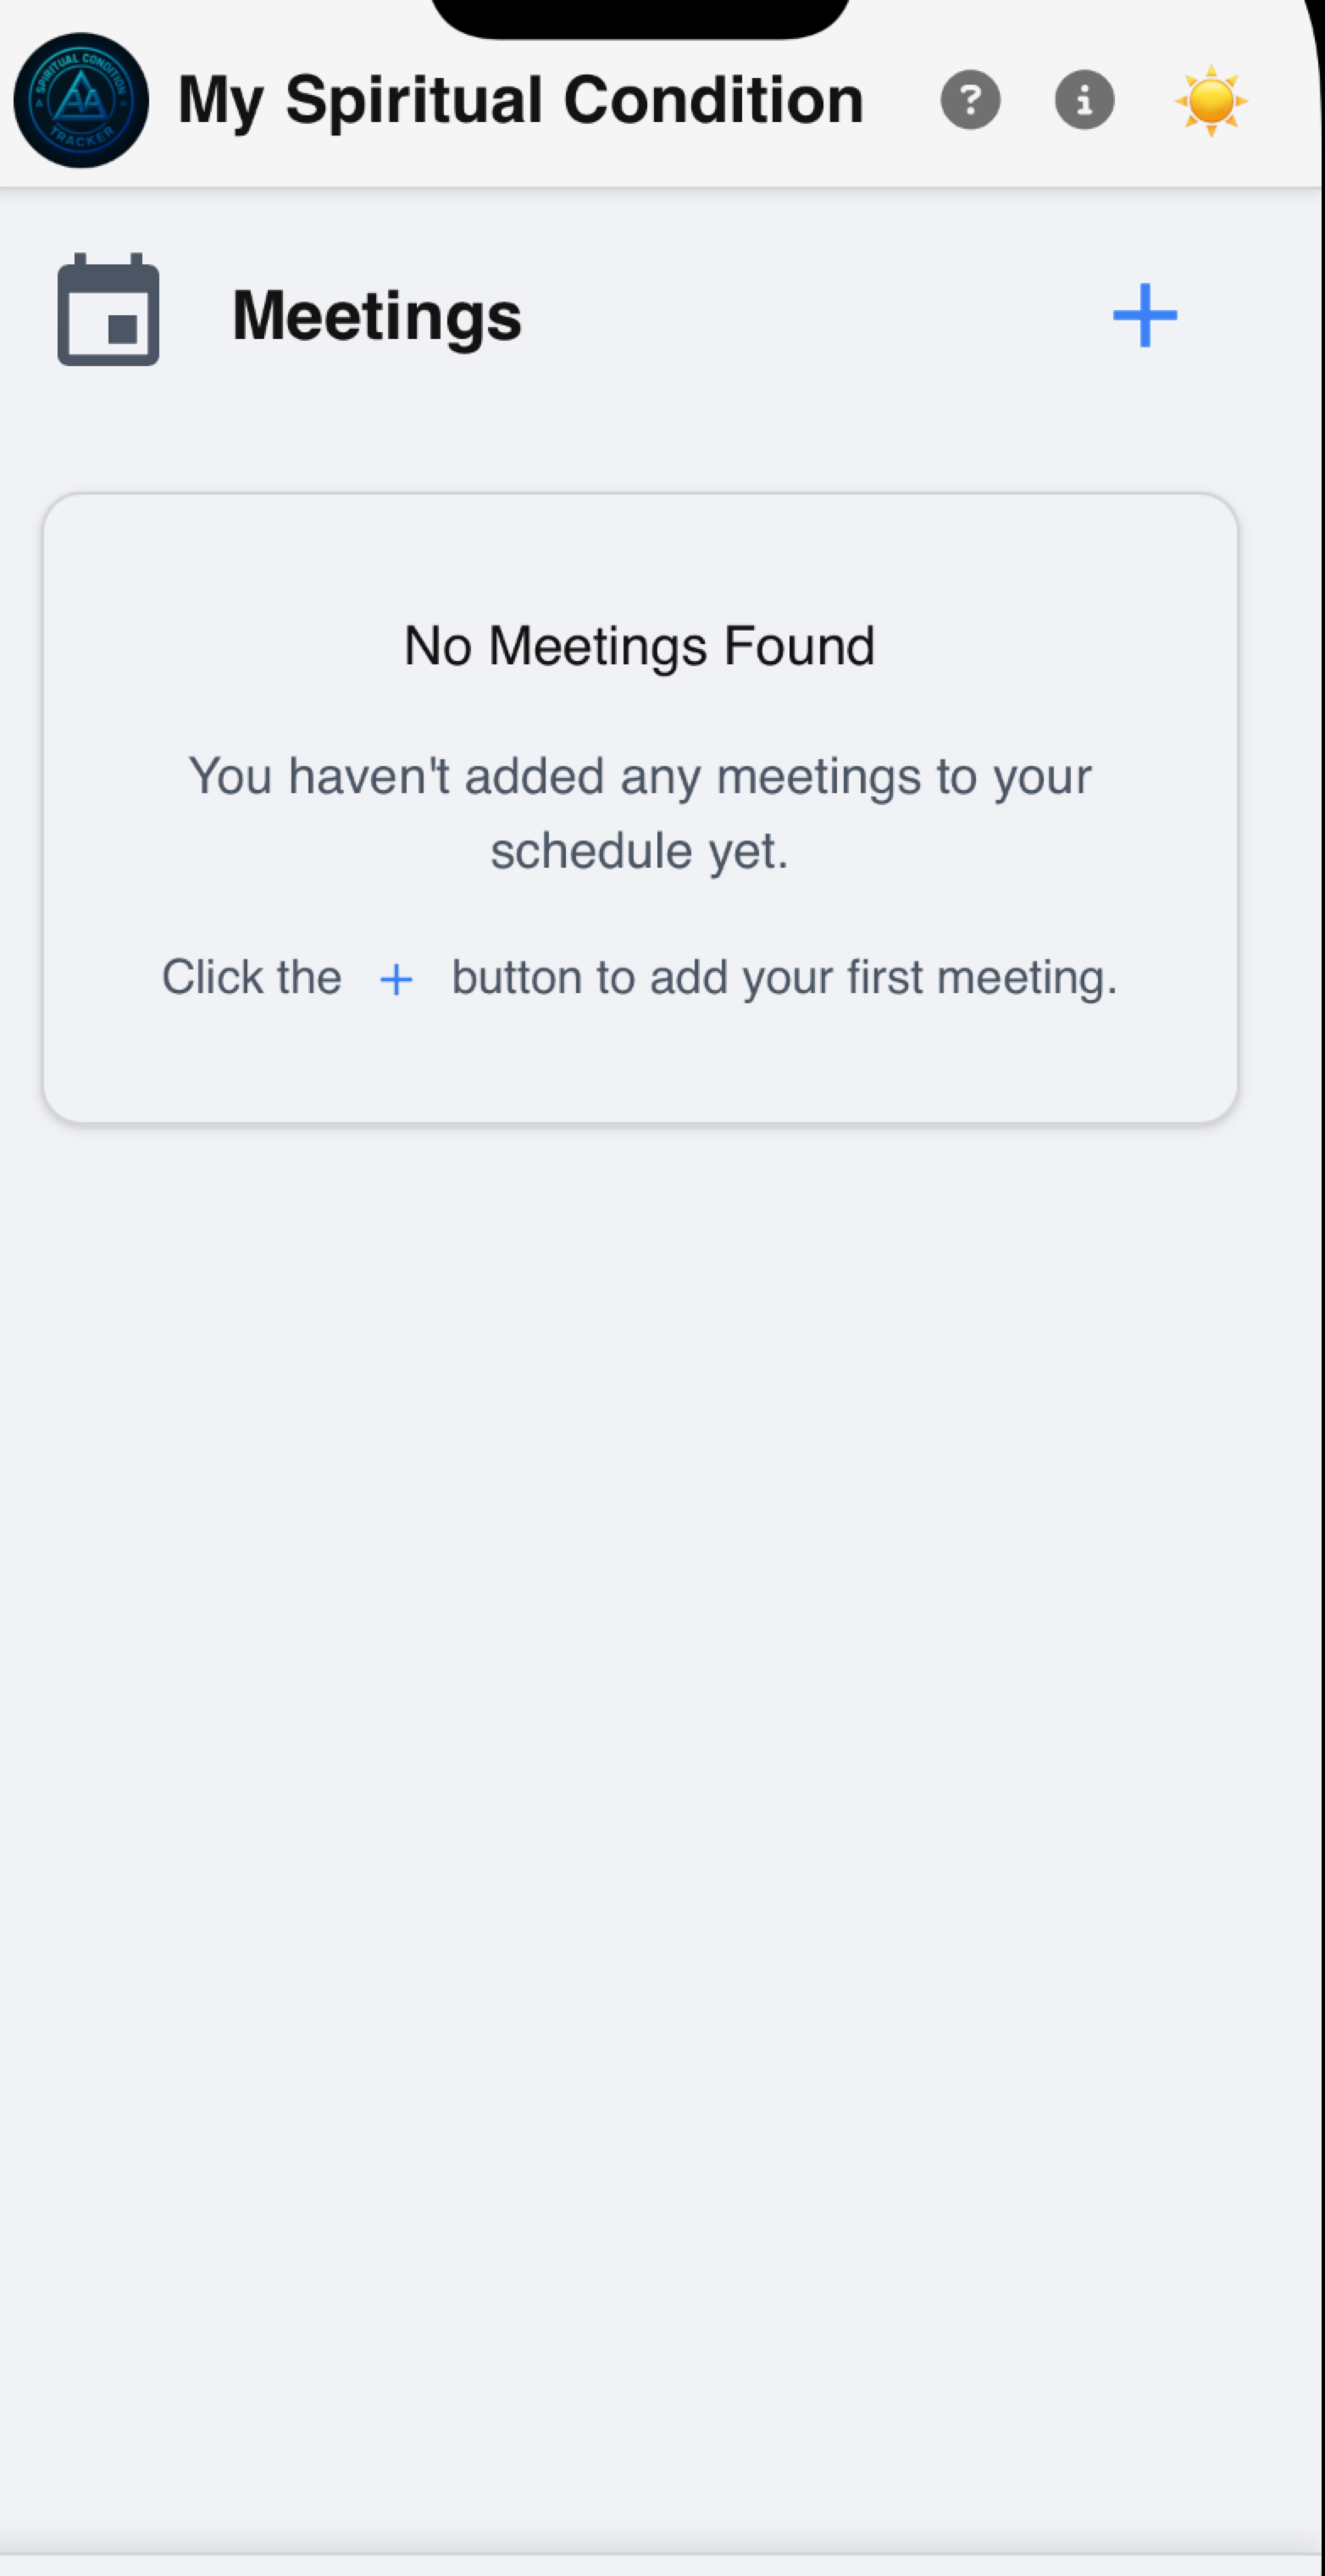 SPIRITUAL CONDITION
AA
TRACKER
My Spiritual Condition
?
i
Meetings
+
No Meetings Found
You haven't added any meetings to your
schedule yet.
Click the + button to add your first meeting.